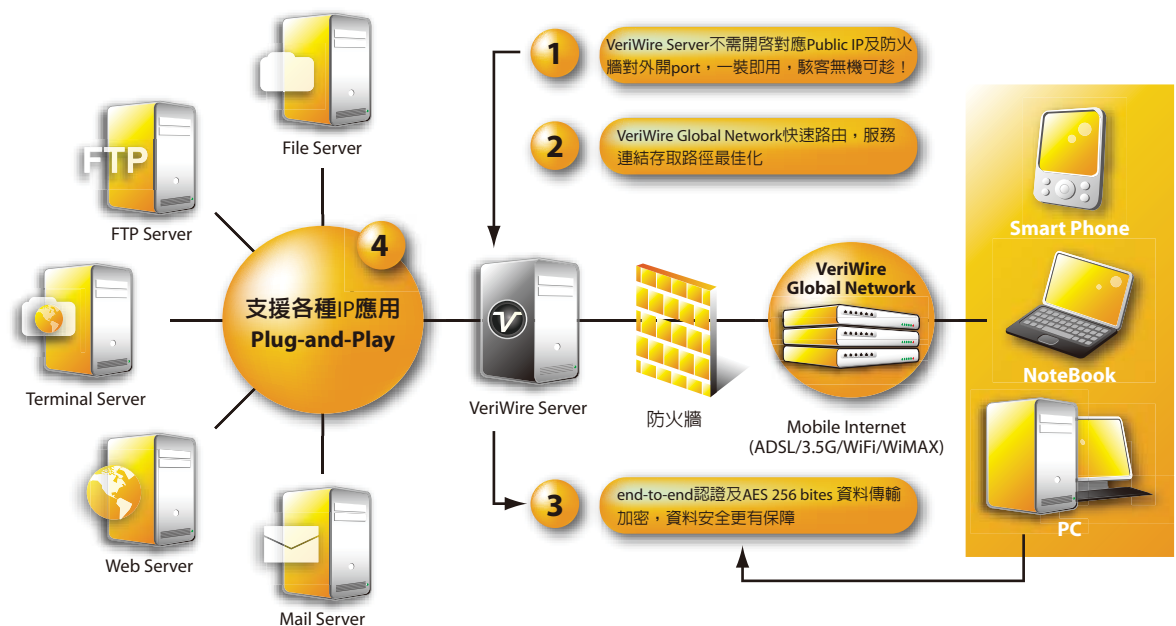 1
VeriWire Server不需開啓對應Public IP及防火
牆對外開port，一裝即用，駭客無機可趁！
2
VeriWire Global Network快速路由，服務
連結存取路徑最佳化
File Server
FTP
FTP Server
Terminal Server
Web Server
Mail Server
4
支援各種IP應用
Plug-and-Play
V
VeriWire Server
防火牆
VeriWire
Global Network
Mobile Internet
(ADSL/3.5G/WiFi/WiMAX)
Smart Phone
NoteBook
PC
3
end-to-end認證及AES 256 bites 資料傳輸
加密，資料安全更有保障